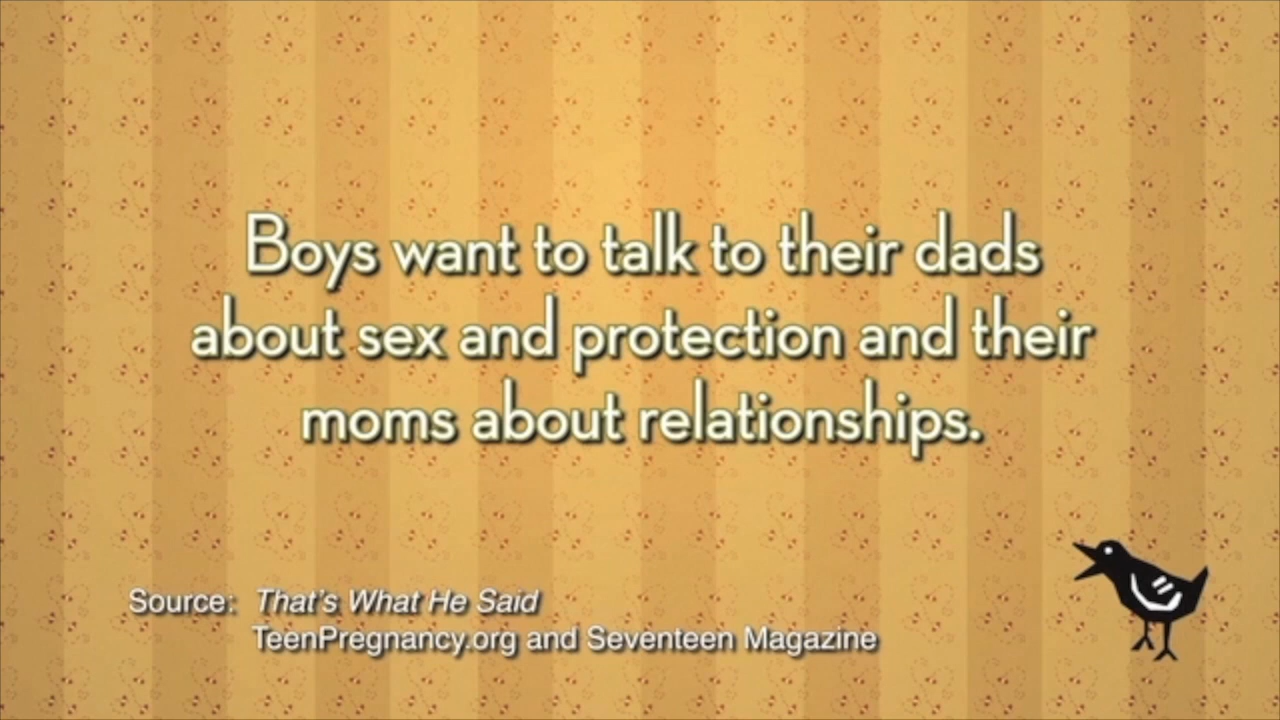 Boys want to talk to their dads
about sex and protection and their
moms about relationships.
Source: That's What He Said
TeenPregnancy.org and Seventeen Magazine